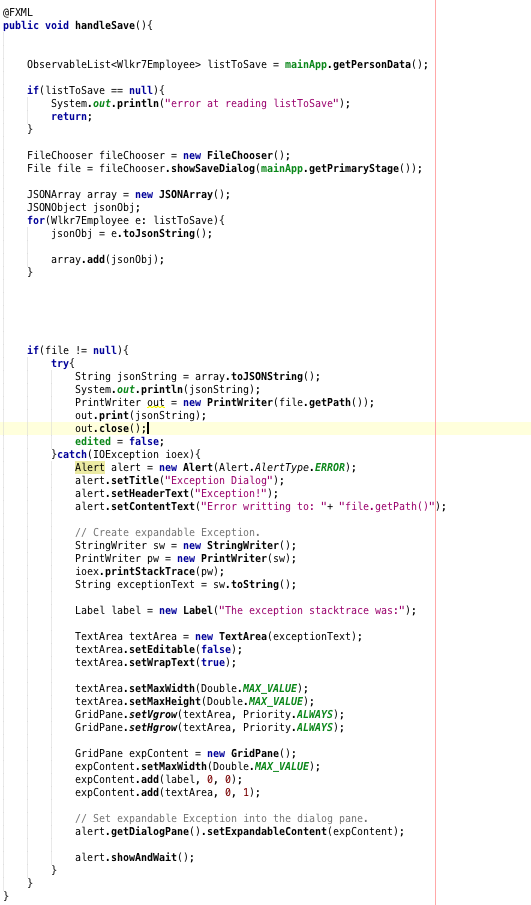 @FXML
public void handleSave(){
ObservableList<Wlkr7Employee> listToSave = mainApp.getPersonData();
if(listToSave == null){
System.out.println("error at reading listToSave");
return;
}
FileChooser fileChooser = new FileChooser();
File file = fileChooser.showSaveDialog(mainApp.getPrimaryStage());
JSONArray array = new JSONArray();
JSONObject jsonObj;
for(Wlkr7Employee e: listToSave){
jsonObj = e.toJsonString();
array.add(jsonObj);
}
if(file != null){
try{
String jsonString = array.toJSONString();
System.out.println(jsonString);
PrintWriter out = new PrintWriter(file.getPath());
out.print(jsonString);
out.close();
edited = false;
}catch(IOException ioex){
Alert alert = new Alert(Alert.AlertType.ERROR);
alert.setTitle("Exception Dialog");
alert.setHeaderText("Exception!");
alert.setContentText("Error writting to: "+ "file.getPath()");
// Create expandable Exception.
StringWriter sw = new StringWriter();
PrintWriter pw = new PrintWriter(sw);
ioex.printStackTrace(pw);
String exceptionText = sw.toString();
Label label = new Label("The exception stacktrace was:");
TextArea textArea = new TextArea(exceptionText);
textArea.setEditable(false);
textArea.setWrapText(true);
textArea.setMaxWidth(Double.MAX_VALUE);
textArea.setMaxHeight(Double.MAX_VALUE);
GridPane.setVgrow(textArea, Priority.ALWAYS);
GridPane.setHgrow(textArea, Priority.ALWAYS);
GridPane expContent = new GridPane();
expContent.setMaxWidth(Double.MAX_VALUE);
expContent.add(label, 0, 0);
expContent.add(textArea, 0, 1);
// Set expandable Exception into the dialog pane.
alert.getDialogPane().setExpandableContent(expContent);
alert.showAndWait();
}
}
}